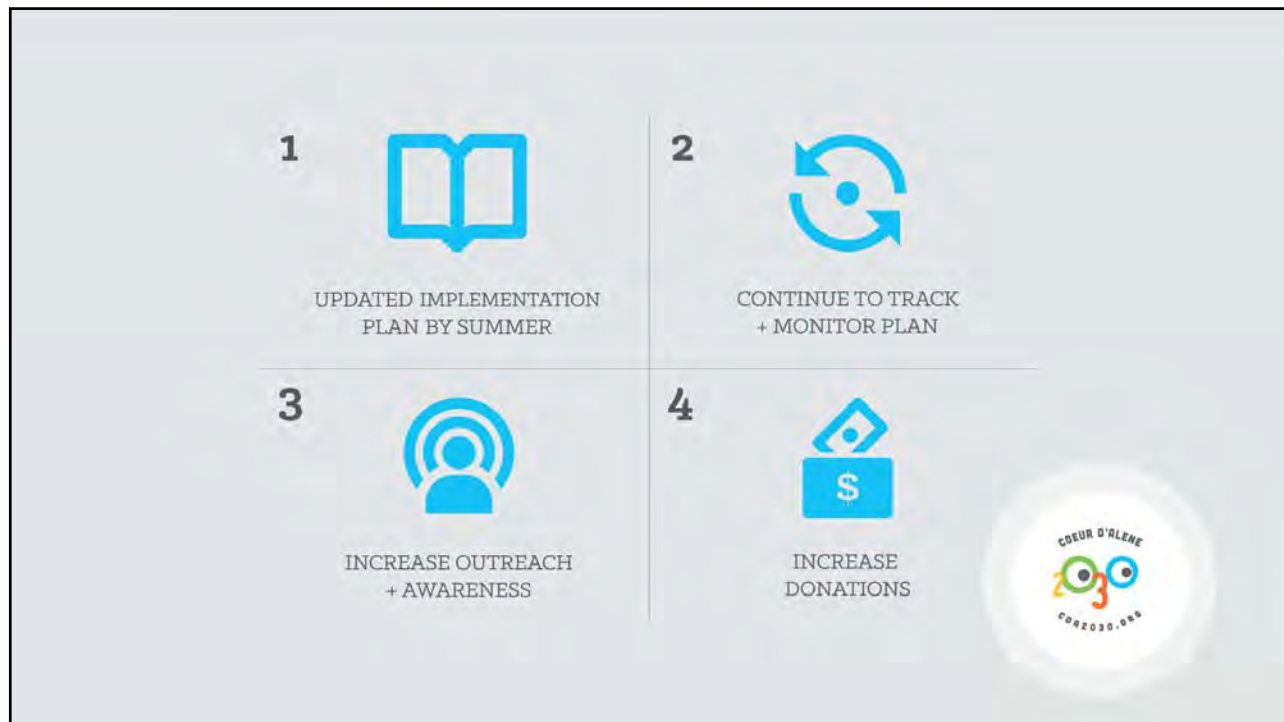 1
UPDATED IMPLEMENTATION
PLAN BY SUMMER
2
CONTINUE TO TRACK
+ MONITOR PLAN
3
INCREASE OUTREACH
+ AWARENESS
4
$
INCREASE
DONATIONS
COEUR D'ALENE
2030
CDA2030.ORG